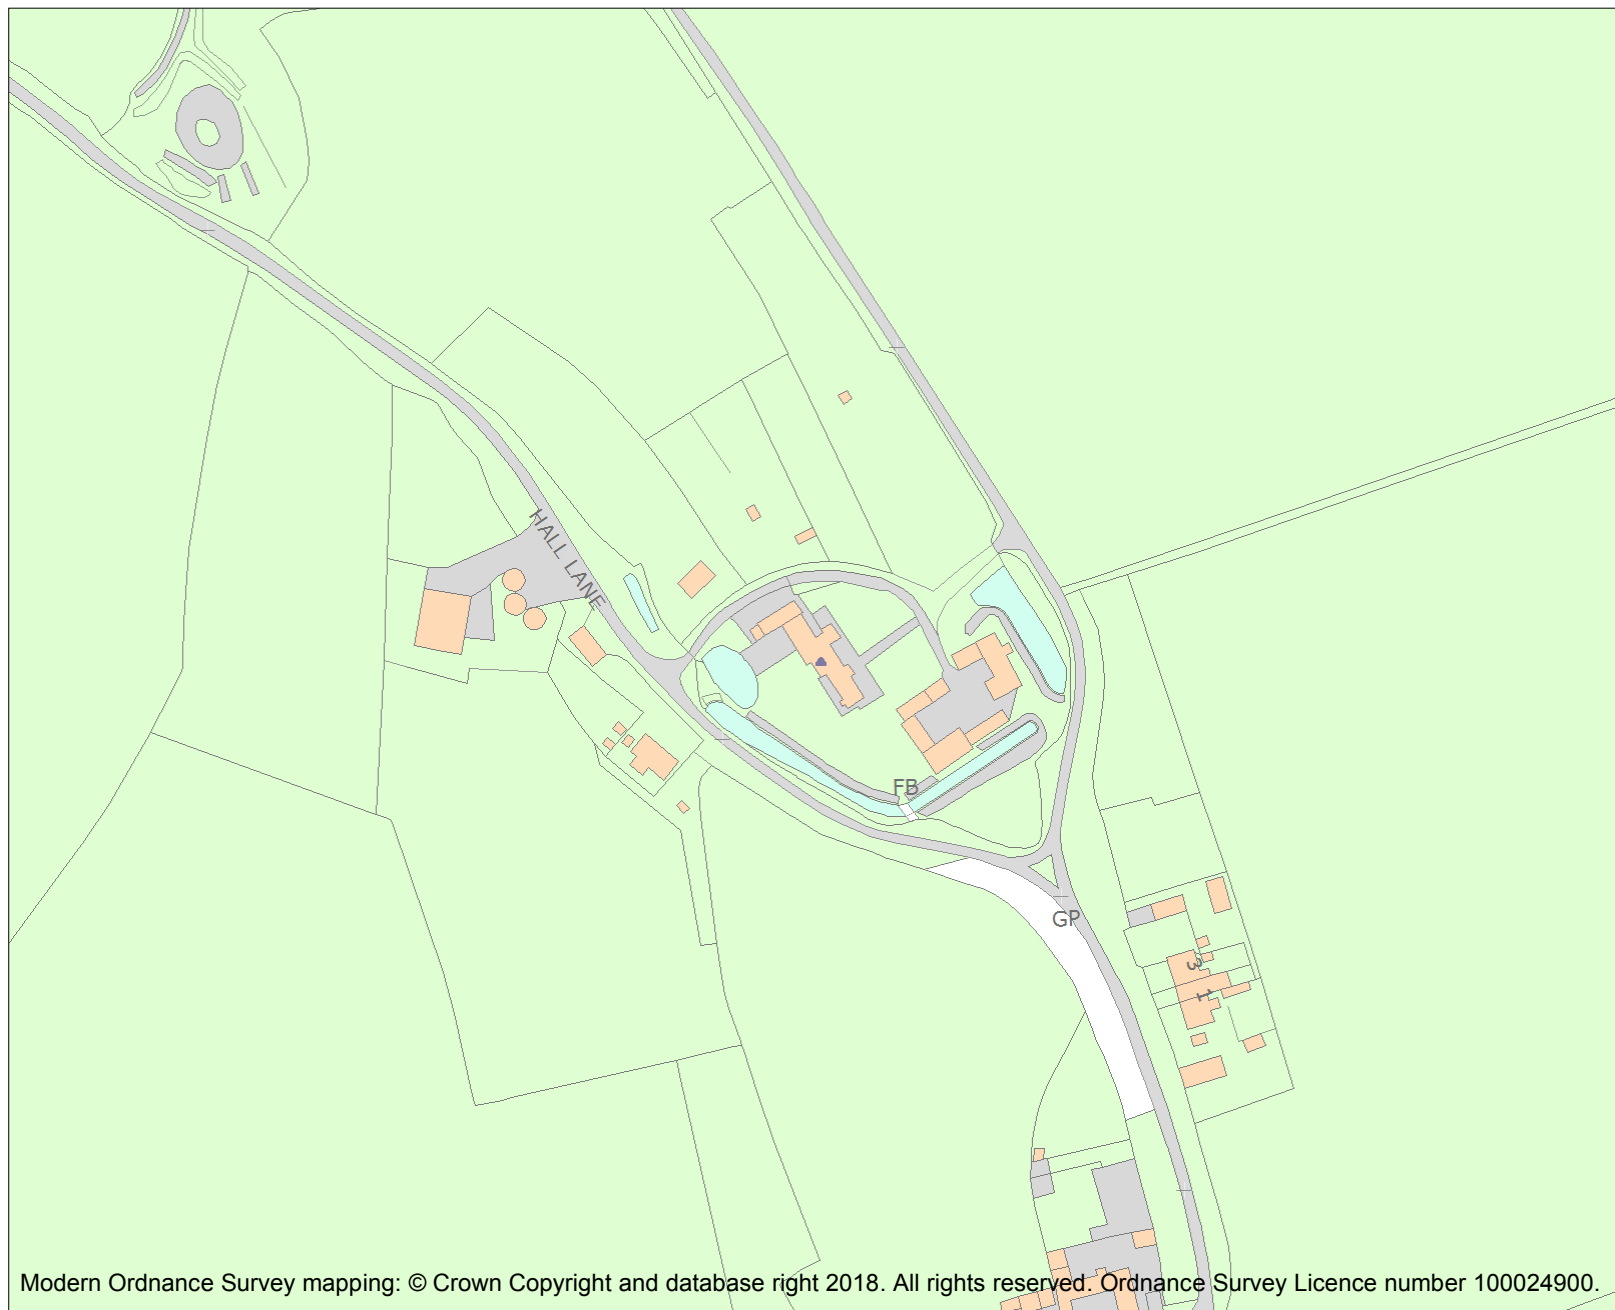 HALL LANE
FB
GP
3
1
Modern Ordnance Survey mapping: © Crown Copyright and database right 2018. All rights reserved. Ordnance Survey Licence number 100024900.